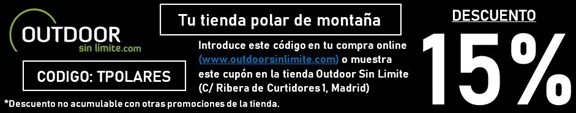 OUTDOOR
sin limite.com
CODIGO: TPOLARES
Tu tienda polar de montaña
Introduce este código en tu compra online
(www.outdoorsinlimite.com) o muestra
este cupón en la tienda Outdoor Sin Limite
(C/ Ribera de Curtidores 1, Madrid)
DESCUENTO
15%
*Descuento no acumulable con otras promociones de la tienda.